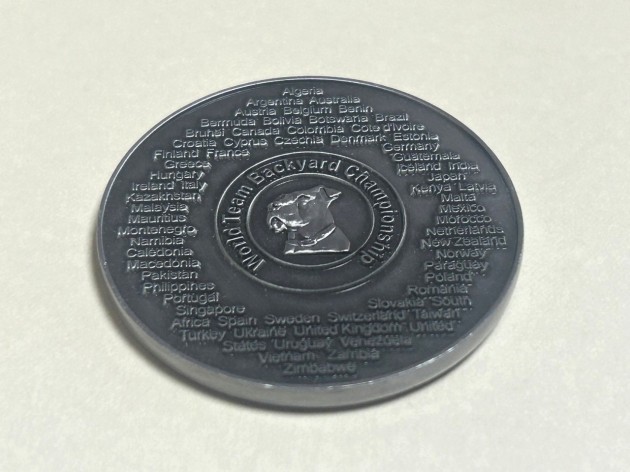 Algeria
Argentina Australia
Austria Belgium Benin
Bermuda Bolivia Botswana Brazil
Brunei Canada Colombia Cote d'Ivoire
Croatia Cyprus Czechia Denmark Estonia
Finland France Germany
Greece Guatemala
Hungary Iceland India
Ireland Italy Japan
Kazakhstan Kenya Latvia
Malaysia Malta
Mauritius Mexico
Montenegro Morocco
Namibia Netherlands
Caledonia New Zealand
Macedonia Norway
Pakistan Paraguay
Philippines Poland
Portugal Romania
Singapore Slovakia South
Africa Spain Sweden Switzerland Taiwan
Turkey Ukraine United Kingdom United
States Uruguay Venezuela
Vietnam Zambia
Zimbabwe
World Team Backyard Championship